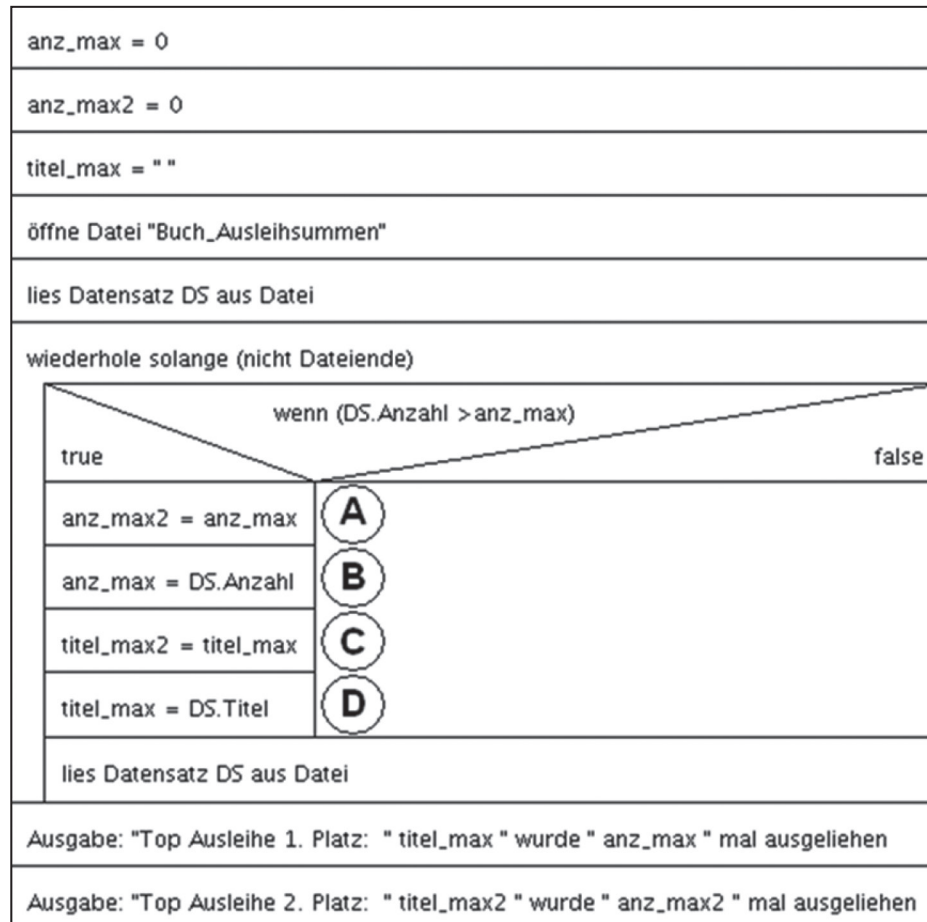 anz_max = 0
anz_max2 = 0
titel_max = " "
öffne Datei "Buch_Ausleihsummen"
lies Datensatz DS aus Datei
wiederhole solange (nicht Dateiende)
wenn (DS.Anzahl >anz_max)
true false
anz_max2 = anz_max A
anz_max = DS.Anzahl B
titel_max2 = titel_max C
titel_max = DS.Titel D
lies Datensatz DS aus Datei
Ausgabe: "Top Ausleihe 1. Platz: " titel_max " wurde " anz_max " mal ausgeliehen
Ausgabe: "Top Ausleihe 2. Platz: " titel_max2 " wurde " anz_max2 " mal ausgeliehen